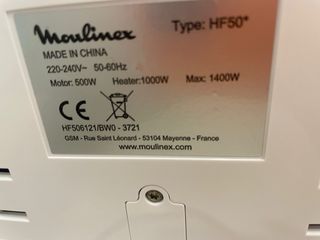 Moulinex Type: HF50*
MADE IN CHINA
220-240V~ 50-60Hz
Motor: 500W Heater:1000W Max: 1400W
CE
HF506121/BW0 - 3721
GSM - Rue Saint Léonard - 53104 Mayenne - France
www.moulinex.com